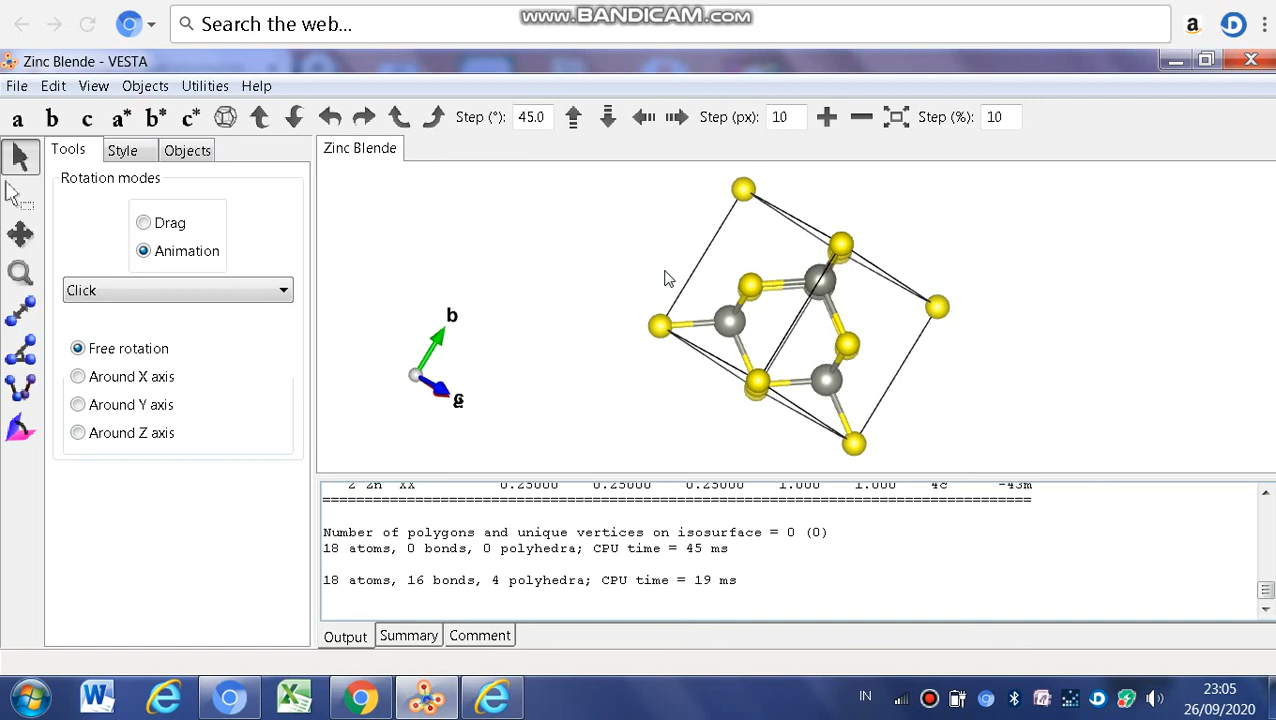 www.BANDICAM.com
Search the web...
a
Zinc Blende - VESTA
File Edit View Objects Utilities Help
a b c a* b* c* Step (°): 45.0 Step (px): 10 Step (%): 10
Tools Style Objects
Zinc Blende
Rotation modes
Drag
Animation
Click
Free rotation
Around X axis
Around Y axis
Around Z axis
b
2 Zn XX 0.25000 0.25000 0.25000 1.000 1.000 4c -43m
================================================================================
Number of polygons and unique vertices on isosurface = 0 (0)
18 atoms, 0 bonds, 0 polyhedra; CPU time = 45 ms
18 atoms, 16 bonds, 4 polyhedra; CPU time = 19 ms
Output Summary Comment
IN
23:05
26/09/2020